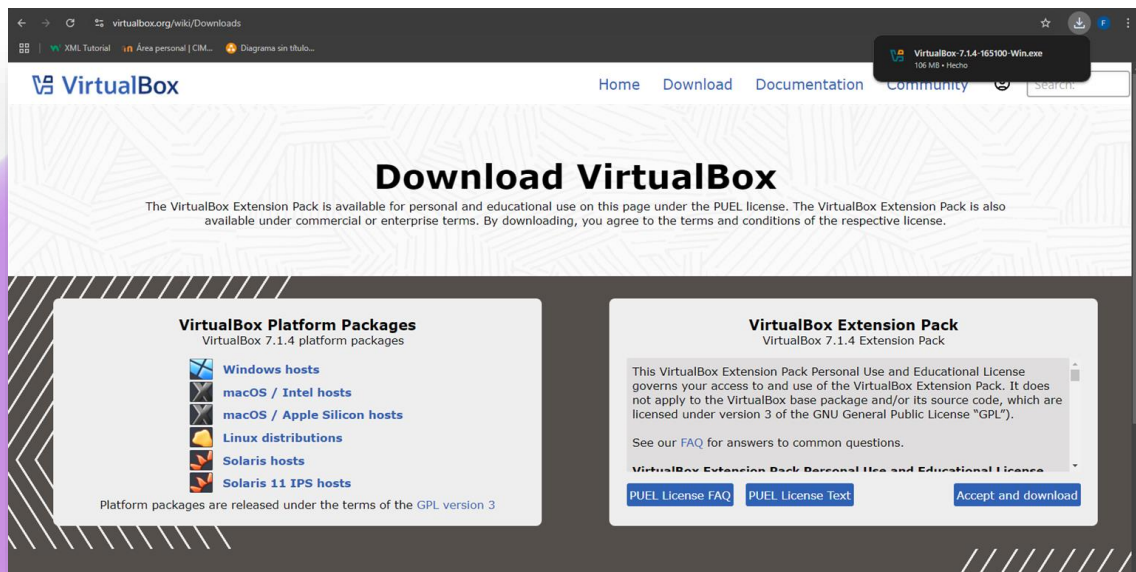 virtualbox.org/wiki/Downloads
F
XML Tutorial
Área personal | CIM...
Diagrama sin título...
VirtualBox-7.1.4-165100-Win.exe
106 MB • Hecho
VirtualBox
Home Download Documentation Community Search:
Download VirtualBox
The VirtualBox Extension Pack is available for personal and educational use on this page under the PUEL license. The VirtualBox Extension Pack is also
available under commercial or enterprise terms. By downloading, you agree to the terms and conditions of the respective license.
VirtualBox Platform Packages
VirtualBox 7.1.4 platform packages
Windows hosts
macOS / Intel hosts
macOS / Apple Silicon hosts
Linux distributions
Solaris hosts
Solaris 11 IPS hosts
Platform packages are released under the terms of the GPL version 3
VirtualBox Extension Pack
VirtualBox 7.1.4 Extension Pack
This VirtualBox Extension Pack Personal Use and Educational License
governs your access to and use of the VirtualBox Extension Pack. It does
not apply to the VirtualBox base package and/or its source code, which are
licensed under version 3 of the GNU General Public License “GPL”).
See our FAQ for answers to common questions.
VirtualBox Extension Pack Personal Use and Educational License
PUEL License FAQ PUEL License Text Accept and download